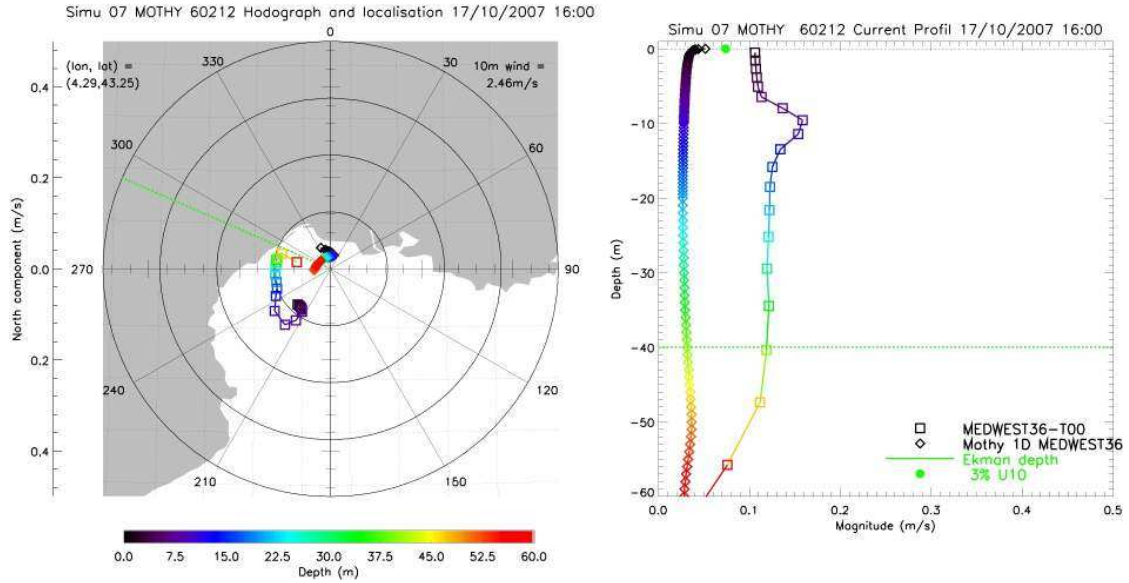 Simu 07 MOTHY 60212 Hodograph and localisation 17/10/2007 16:00
0
(lon, lat) =
(4.29,43.25)
330
30
10m wind =
2.46m/s
300
60
270
90
240
120
210
150
North component (m/s)
0.4
0.2
0.0
0.2
0.4
0.0 7.5 15.0 22.5 30.0 37.5 45.0 52.5 60.0
Depth (m)
Simu 07 MOTHY 60212 Current Profil 17/10/2007 16:00
0
-10
-20
-30
-40
-50
-60
Depth (m)
MEDWEST36-T00
Mothy 1D MEDWEST36
Ekman depth
3% U10
0.0 0.1 0.2 0.3 0.4 0.5
Magnitude (m/s)